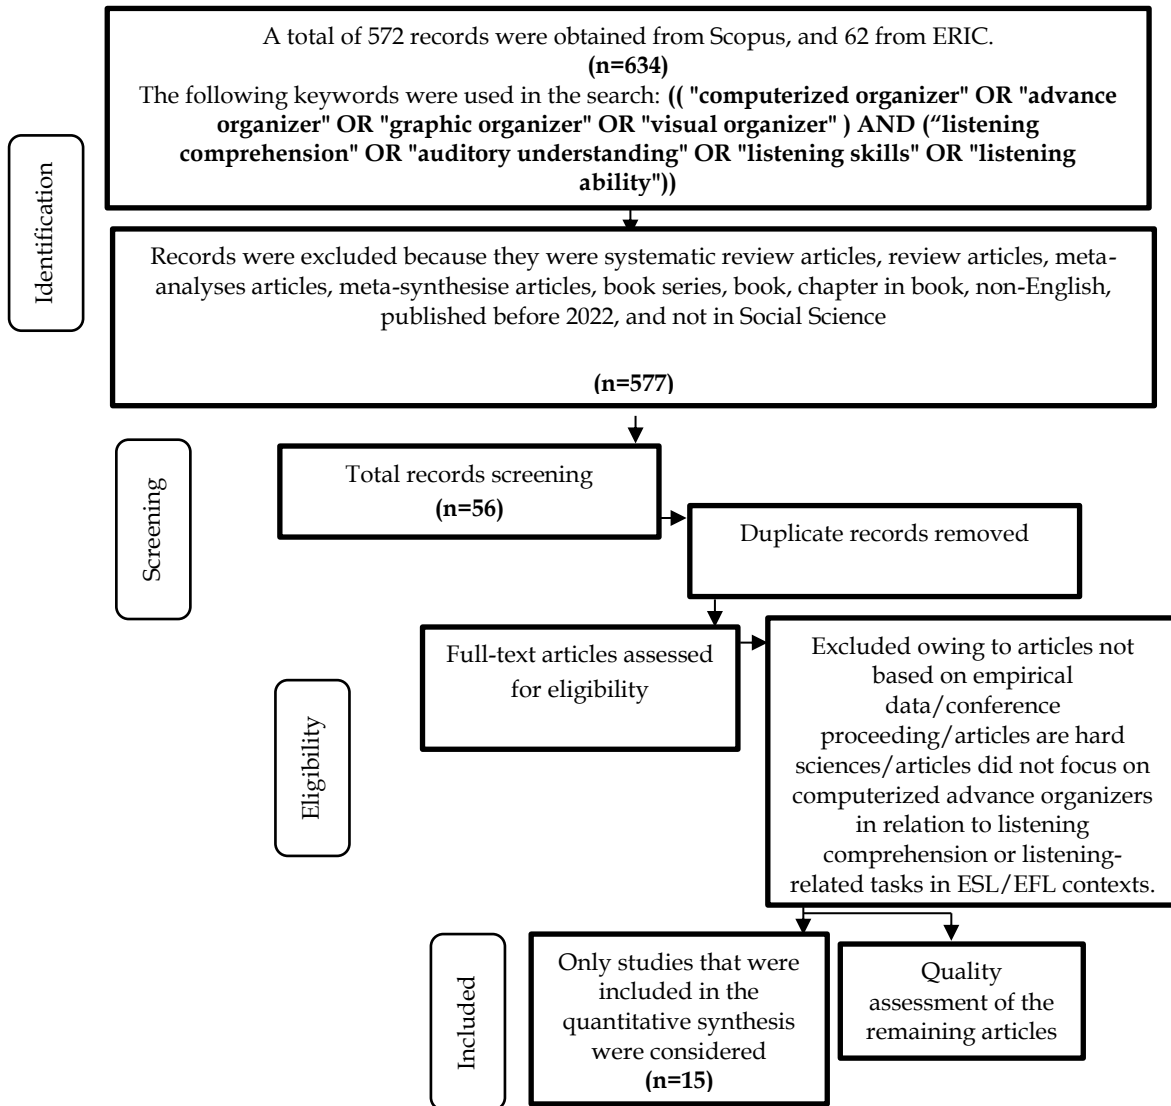 A total of 572 records were obtained from Scopus, and 62 from ERIC.
(n=634)
The following keywords were used in the search: (( "computerized organizer" OR "advance
organizer" OR "graphic organizer" OR "visual organizer" ) AND (“listening
comprehension" OR "auditory understanding" OR "listening skills" OR "listening
ability"))
Identification
Records were excluded because they were systematic review articles, review articles, meta-
analyses articles, meta-synthesise articles, book series, book, chapter in book, non-English,
published before 2022, and not in Social Science
(n=577)
Screening
Total records screening
(n=56)
Duplicate records removed
Eligibility
Full-text articles assessed
for eligibility
Excluded owing to articles not
based on empirical
data/conference
proceeding/articles are hard
sciences/articles did not focus on
computerized advance organizers
in relation to listening
comprehension or listening-
related tasks in ESL/EFL contexts.
Included
Only studies that were
included in the
quantitative synthesis
were considered
(n=15)
Quality
assessment of the
remaining articles